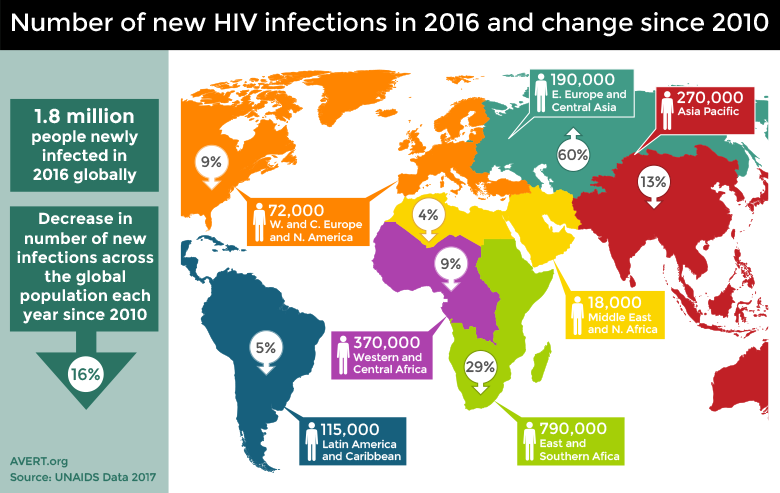 Number of new HIV infections in 2016 and change since 2010
1.8 million
people newly
infected in
2016 globally
Decrease in
number of new
infections across
the global
population each
year since 2010
16%
AVERT.org
Source: UNAIDS Data 2017
9%
72,000
W. and C. Europe
and N. America
190,000
E. Europe and
Central Asia
60%
270,000
Asia Pacific
13%
4%
18,000
Middle East
and N. Africa
9%
370,000
Western and
Central Africa
5%
115,000
Latin America
and Caribbean
29%
790,000
East and
Southern Afica